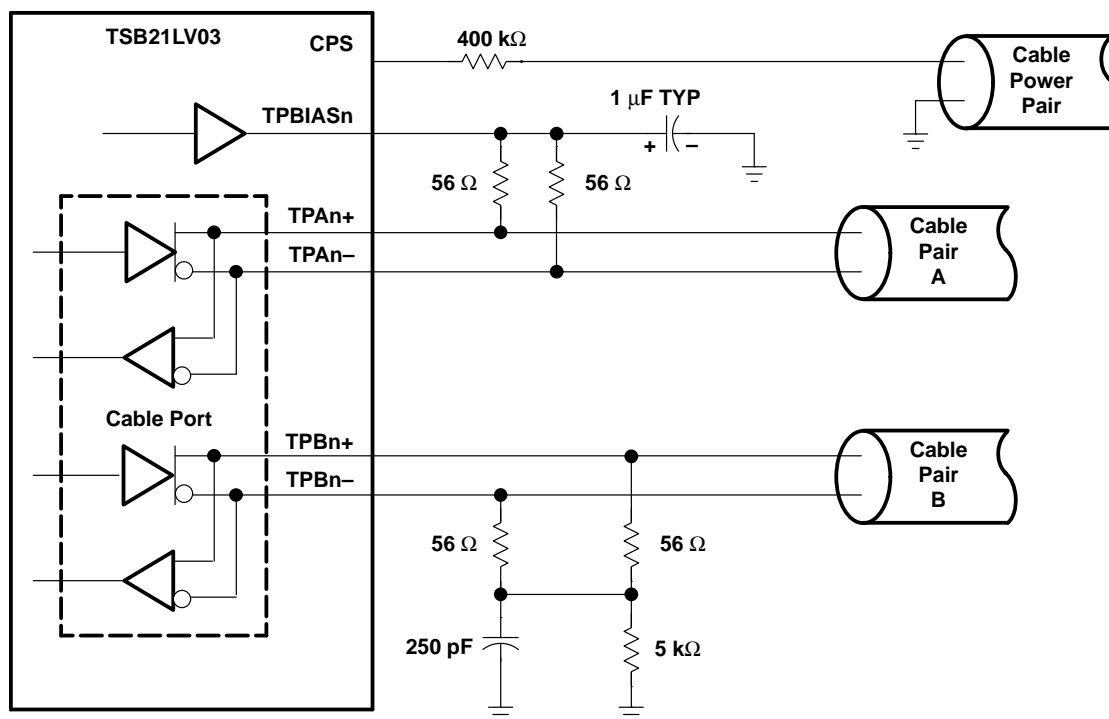 TSB21LV03
CPS
400 kΩ
Cable
Power
Pair
TPBIASn
1 μF TYP
+
–
56 Ω
56 Ω
TPAn+
TPAn–
Cable
Pair
A
Cable Port
TPBn+
TPBn–
Cable
Pair
B
56 Ω
56 Ω
250 pF
5 kΩ